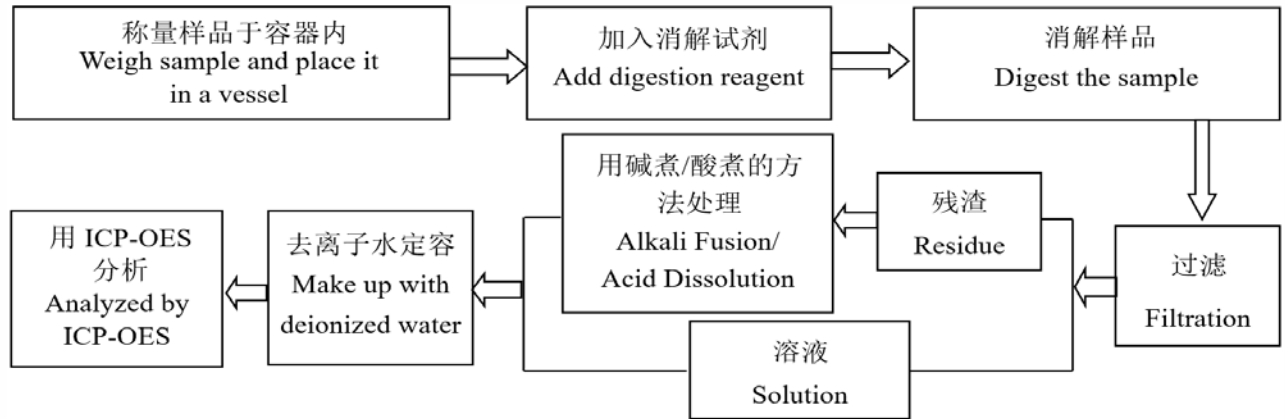 称量样品于容器内
Weigh sample and place it
in a vessel
加入消解试剂
Add digestion reagent
消解样品
Digest the sample
过滤
Filtration
残渣
Residue
用碱煮/酸煮的方
法处理
Alkali Fusion/
Acid Dissolution
溶液
Solution
去离子水定容
Make up with
deionized water
用 ICP-OES
分析
Analyzed by
ICP-OES